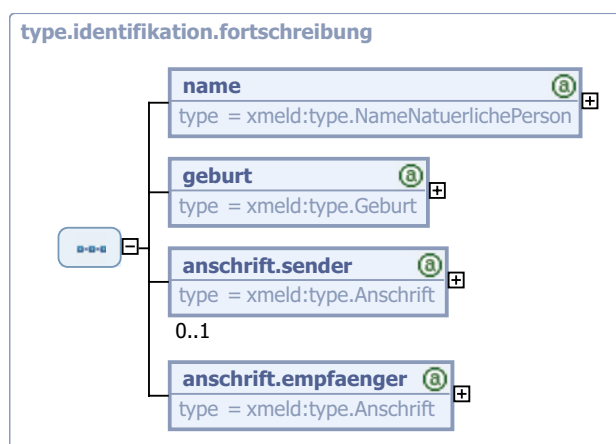 type.identifikation.fortschreibung
name @
type = xmeld:type.NameNatuerlichePerson
geburt @
type = xmeld:type.Geburt
anschrift.sender @
type = xmeld:type.Anschrift
0..1
anschrift.empfaenger @
type = xmeld:type.Anschrift